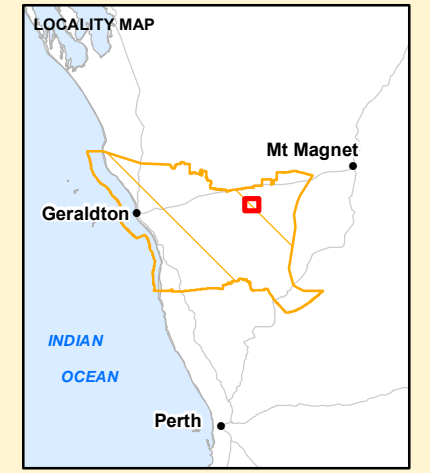 LOCALITY MAP
Mt Magnet
Geraldton
INDIAN
OCEAN
Perth